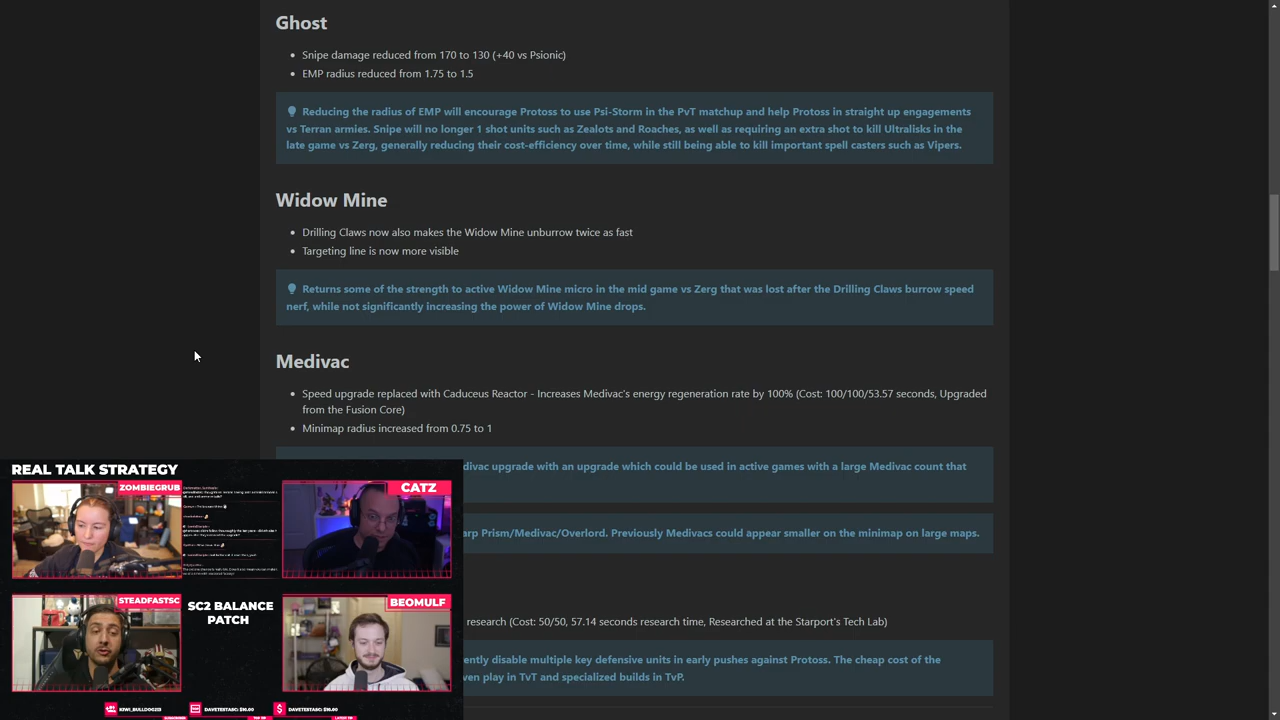 Ghost
Snipe damage reduced from 170 to 130 (+40 vs Psionic)
EMP radius reduced from 1.75 to 1.5
Reducing the radius of EMP will encourage Protoss to use Psi-Storm in the PvT matchup and help Protoss in straight up engagements
vs Terran armies. Snipe will no longer 1 shot units such as Zealots and Roaches, as well as requiring an extra shot to kill Ultralisks in the
late game vs Zerg, generally reducing their cost-efficiency over time, while still being able to kill important spell casters such as Vipers.
Widow Mine
Drilling Claws now also makes the Widow Mine unburrow twice as fast
Targeting line is now more visible
Returns some of the strength to active Widow Mine micro in the mid game vs Zerg that was lost after the Drilling Claws burrow speed
nerf, while not significantly increasing the power of Widow Mine drops.
Medivac
Speed upgrade replaced with Caduceus Reactor - Increases Medivac's energy regeneration rate by 100% (Cost: 100/100/53.57 seconds, Upgraded
from the Fusion Core)
Minimap radius increased from 0.75 to 1
divac upgrade with an upgrade which could be used in active games with a large Medivac count that
arp Prism/Medivac/Overlord. Previously Medivacs could appear smaller on the minimap on large maps.
research (Cost: 50/50, 57.14 seconds research time, Researched at the Starport's Tech Lab)
ently disable multiple key defensive units in early pushes against Protoss. The cheap cost of the
ven play in TvT and specialized builds in TvP.
REAL TALK STRATEGY
ZOMBIEGRUB
CATZ
STEADFASTSC
SC2 BALANCE
PATCH
BEOMULF